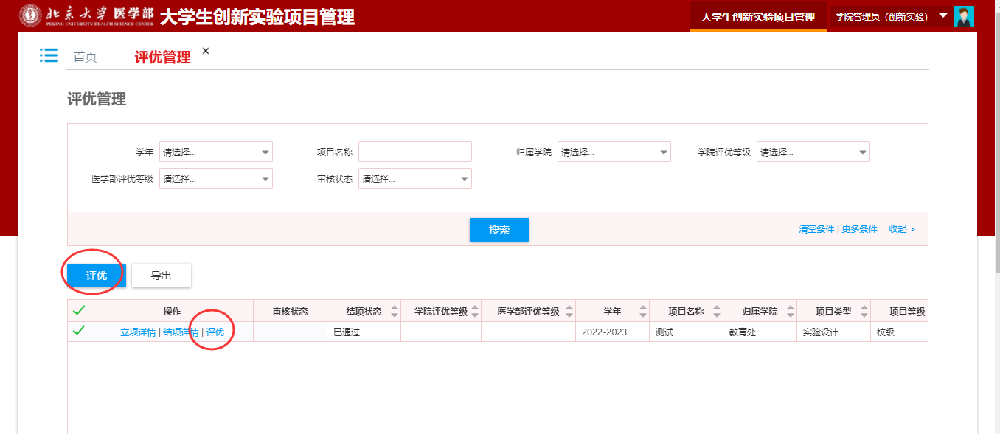 北京大学 医学部 大学生创新实验项目管理 大学生创新实验项目管理 学院管理员（创新实验）
PEKING UNIVERSITY HEALTH SCIENCE CENTER
首页 评优管理 ×
评优管理
学年 请选择... 项目名称 归属学院 请选择... 学院评优等级 请选择...
医学部评优等级 请选择... 审核状态 请选择...
搜索 清空条件 | 更多条件 收起 >
评优 导出
操作 审核状态 结项状态 学院评优等级 医学部评优等级 学年 项目名称 归属学院 项目类型 项目等级
立项详情 | 结项详情 | 评优 已通过 2022-2023 测试 教育处 实验设计 校级